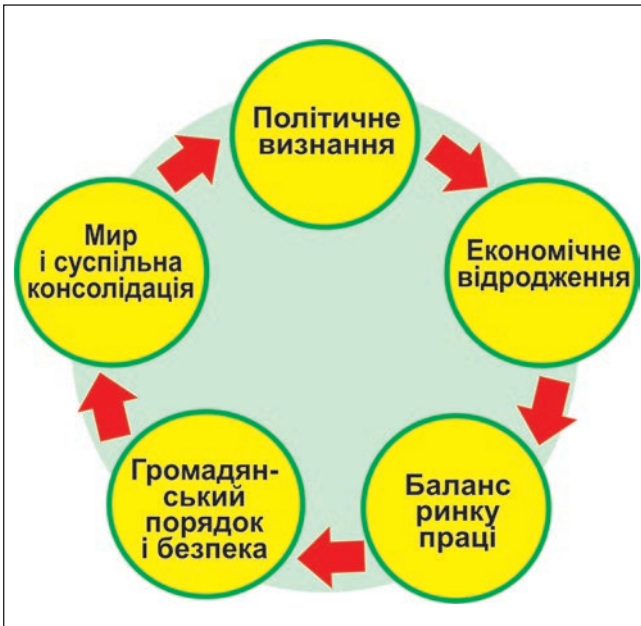 Політичне
визнання
Економічне
відродження
Баланс
ринку
праці
Громадян-
ський
порядок
і безпека
Мир
і суспільна
консолідація